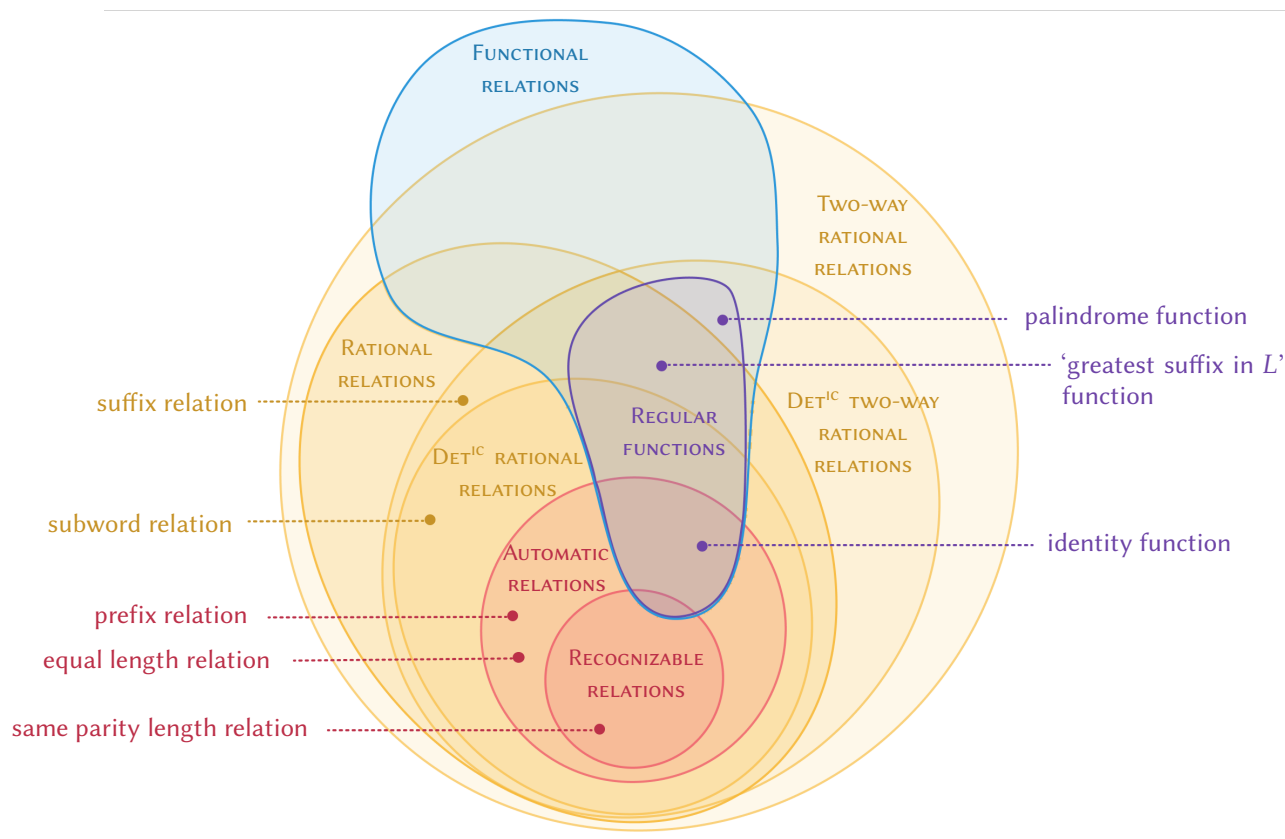 Functional
relations
Two-way
rational
relations
palindrome function
Rational
relations
'greatest suffix in L'
function
suffix relation
Regular
functions
Det^IC two-way
rational
relations
Det^IC rational
relations
subword relation
identity function
Automatic
relations
prefix relation
equal length relation
Recognizable
relations
same parity length relation